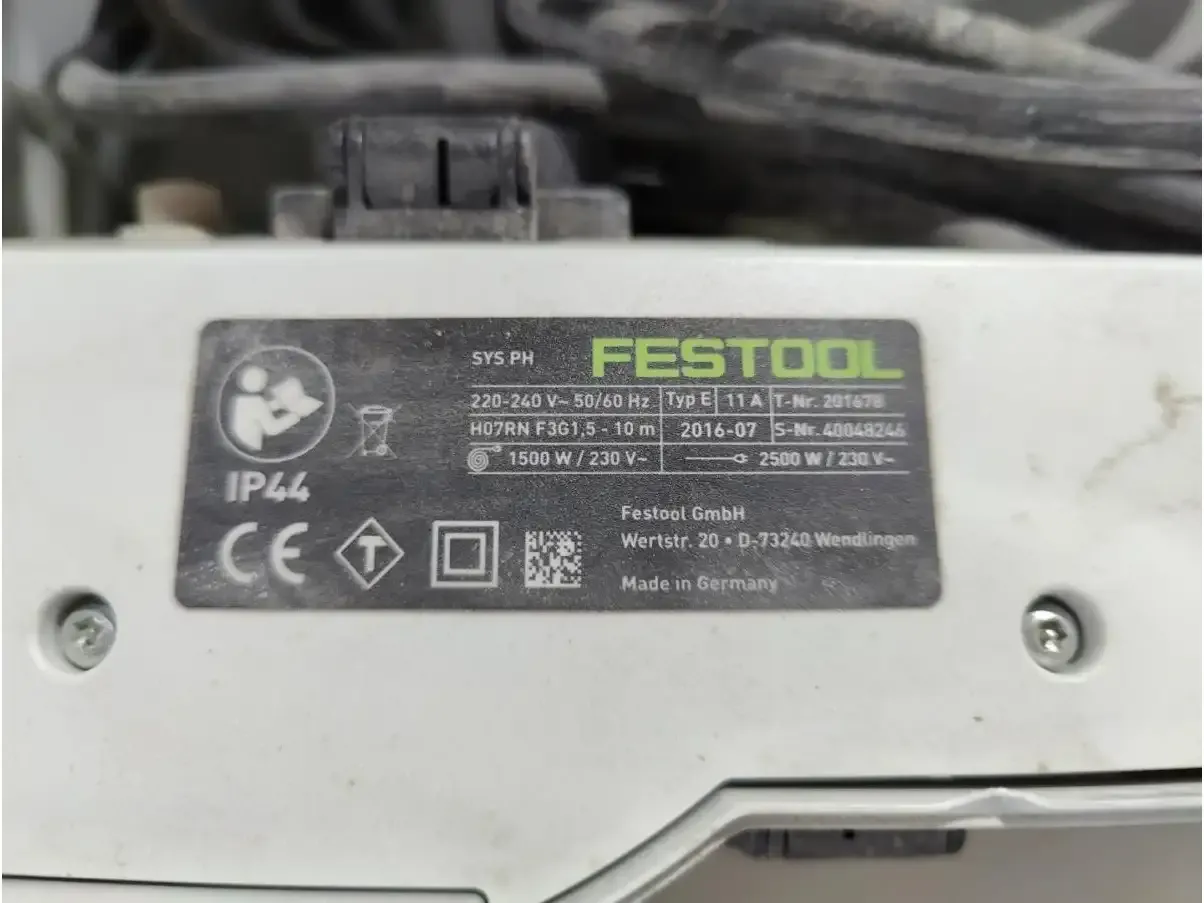 SYS PH
FESTOOL
220-240 V~ 50/60 Hz
Typ E
11 A
T-Nr. 201678
H07RN F3G1,5 - 10 m
2016-07
S-Nr. 40048246
1500 W / 230 V~
2500 W / 230 V~
IP44
CE
T
Festool GmbH
Wertstr. 20 • D-73240 Wendlingen
Made in Germany